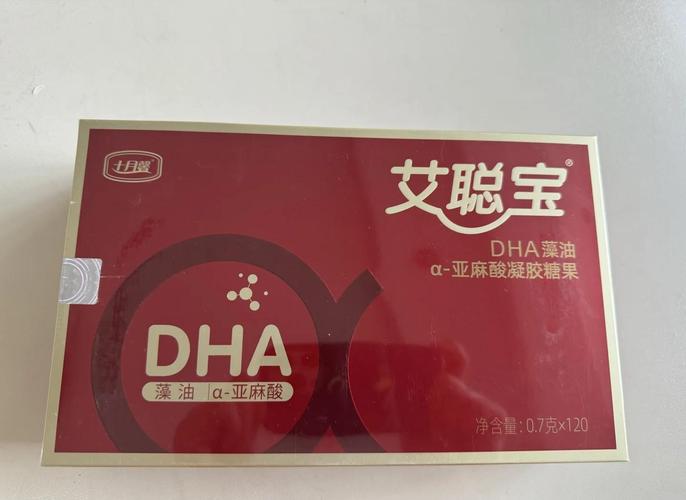 十月馨
艾聪宝®
DHA藻油
α-亚麻酸凝胶糖果
DHA
藻油 | α-亚麻酸
净含量: 0.7克×120